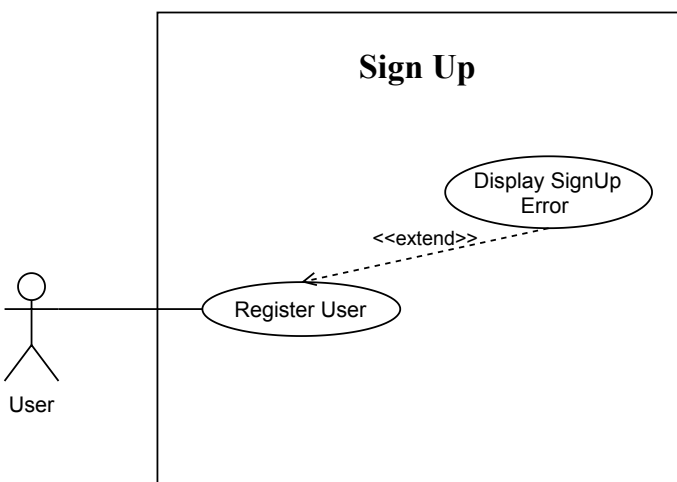 Sign Up
Display SignUp
Error
<<extend>>
Register User
User